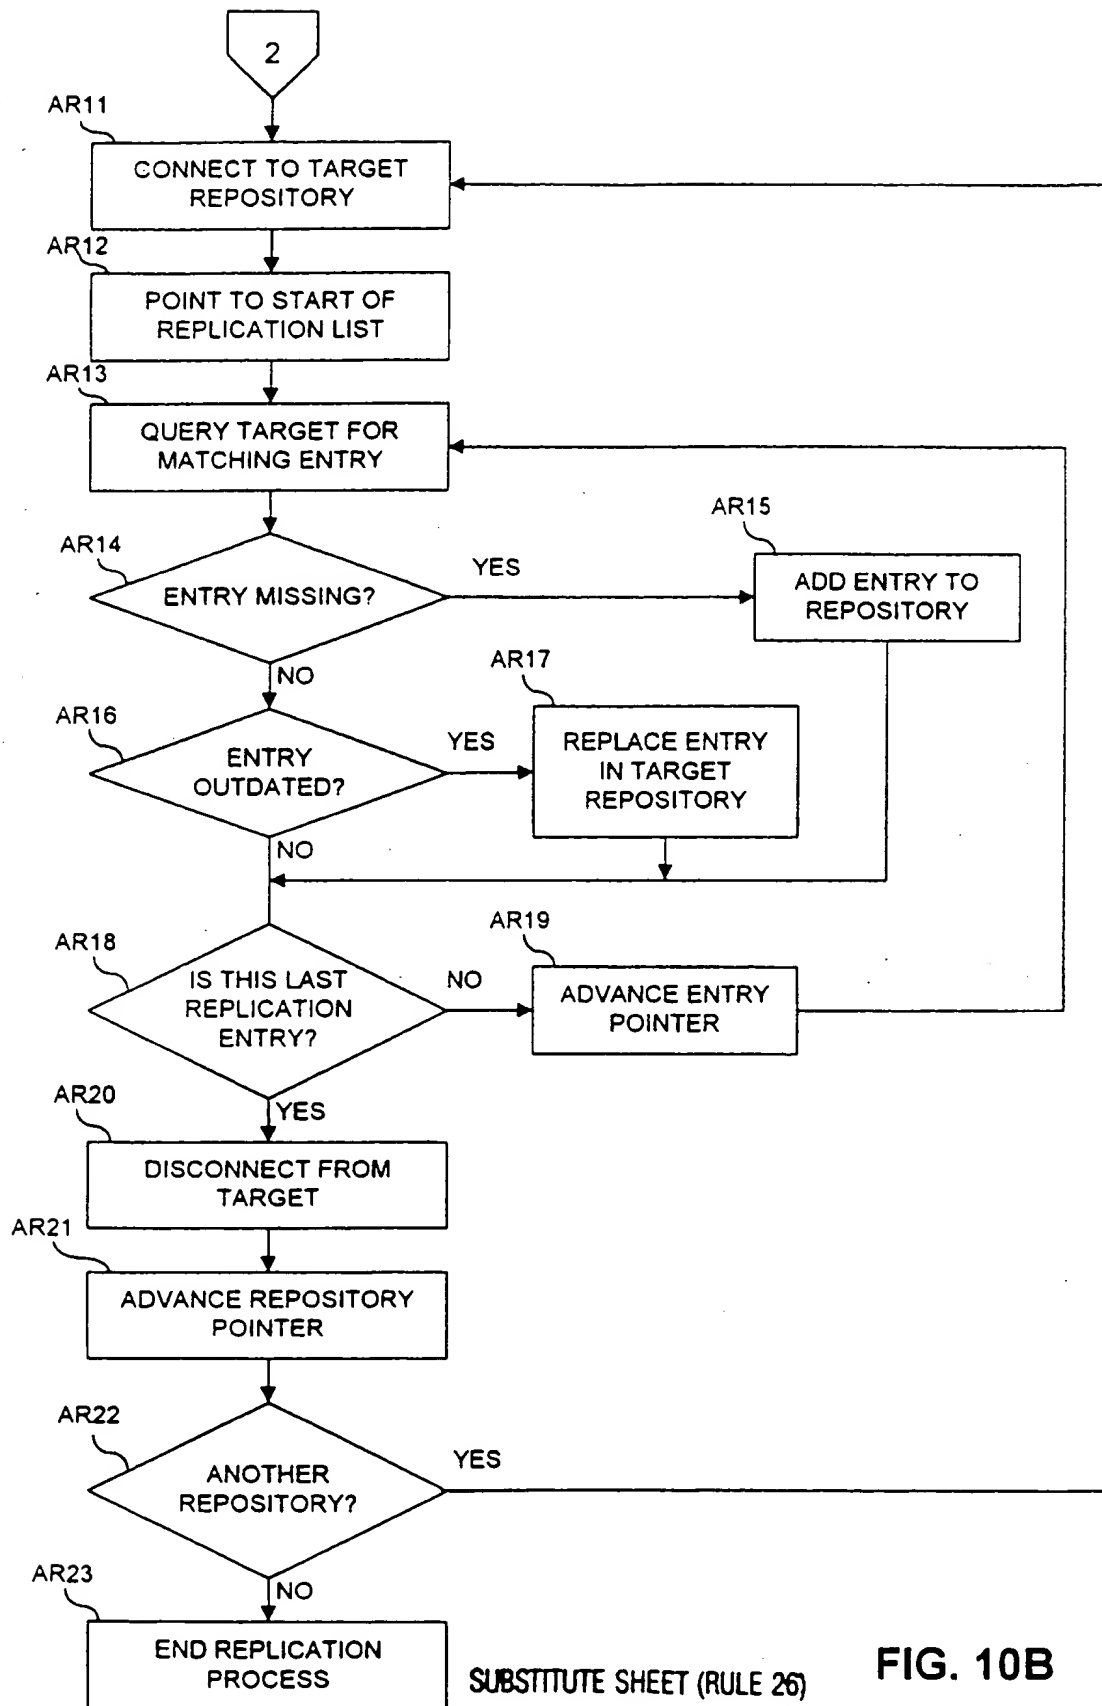 2
AR11
CONNECT TO TARGET
REPOSITORY
AR12
POINT TO START OF
REPLICATION LIST
AR13
QUERY TARGET FOR
MATCHING ENTRY
AR14
ENTRY MISSING?
YES
AR15
ADD ENTRY TO
REPOSITORY
NO
AR16
ENTRY
OUTDATED?
YES
AR17
REPLACE ENTRY
IN TARGET
REPOSITORY
NO
AR18
IS THIS LAST
REPLICATION
ENTRY?
NO
AR19
ADVANCE ENTRY
POINTER
YES
AR20
DISCONNECT FROM
TARGET
AR21
ADVANCE REPOSITORY
POINTER
AR22
ANOTHER
REPOSITORY?
YES
NO
AR23
END REPLICATION
PROCESS
SUBSTITUTE SHEET (RULE 26)
FIG. 10B